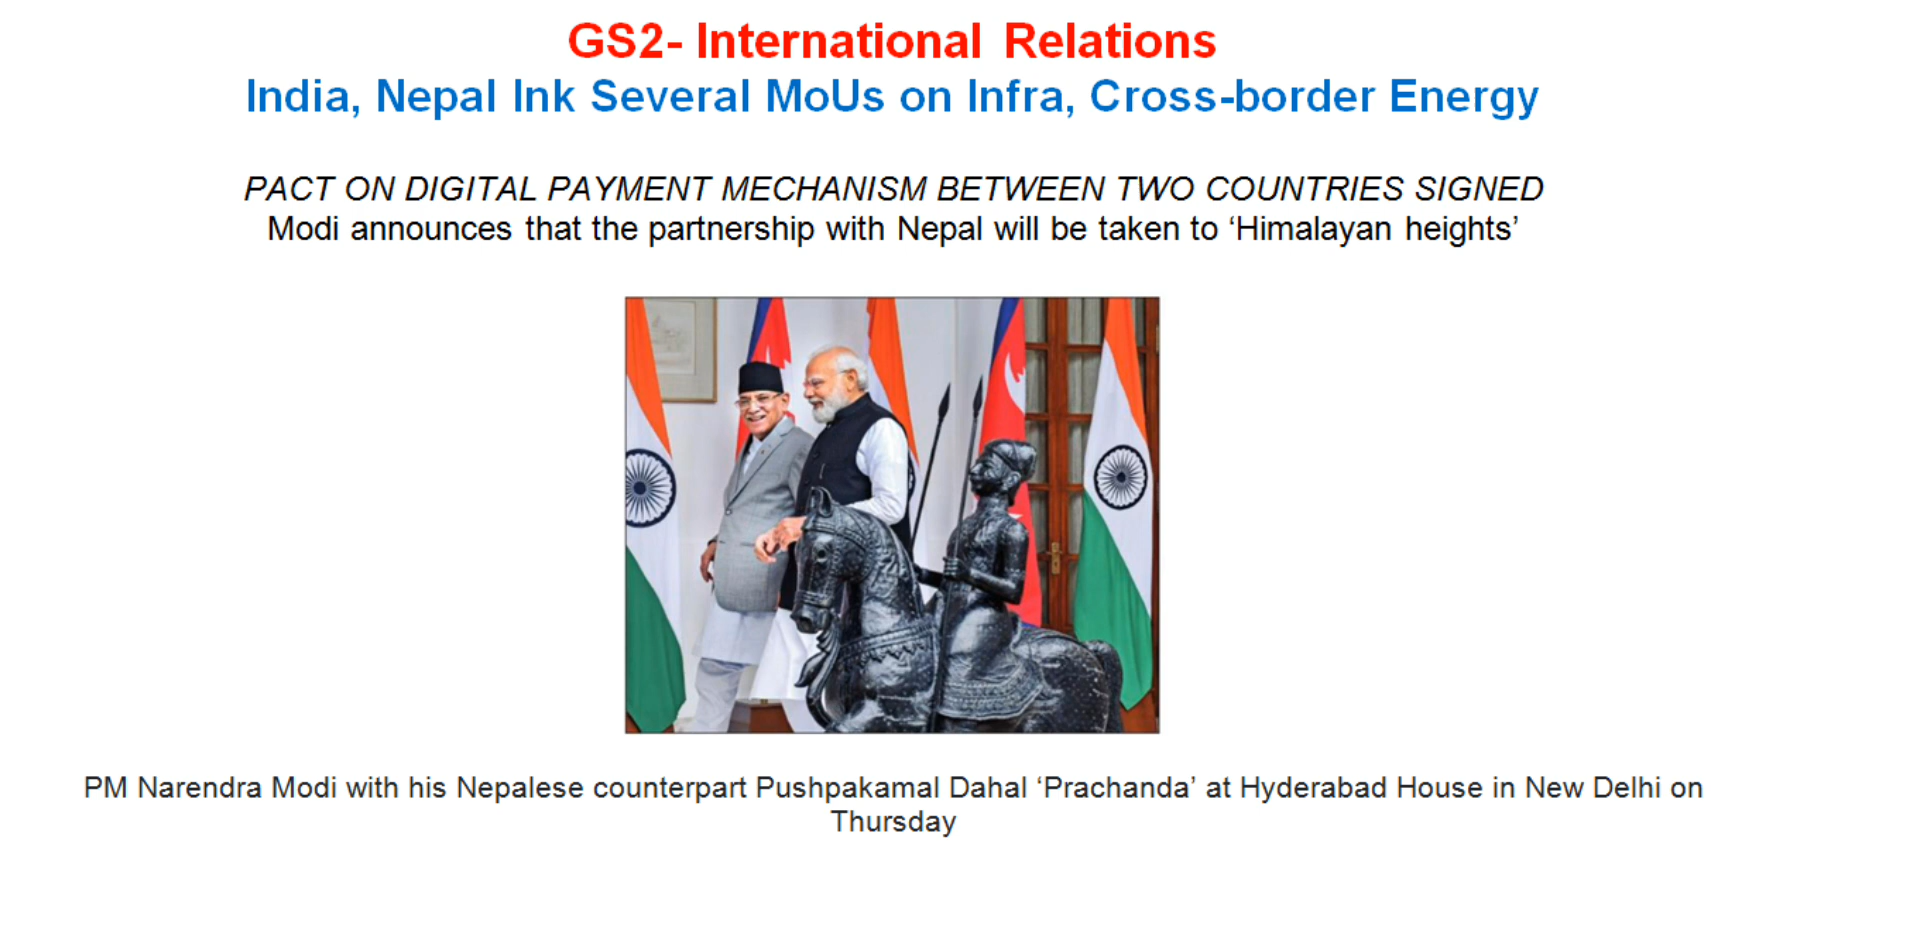 GS2- International Relations
India, Nepal Ink Several MoUs on Infra, Cross-border Energy
PACT ON DIGITAL PAYMENT MECHANISM BETWEEN TWO COUNTRIES SIGNED
Modi announces that the partnership with Nepal will be taken to ‘Himalayan heights’
PM Narendra Modi with his Nepalese counterpart Pushpakamal Dahal ‘Prachanda’ at Hyderabad House in New Delhi on
Thursday